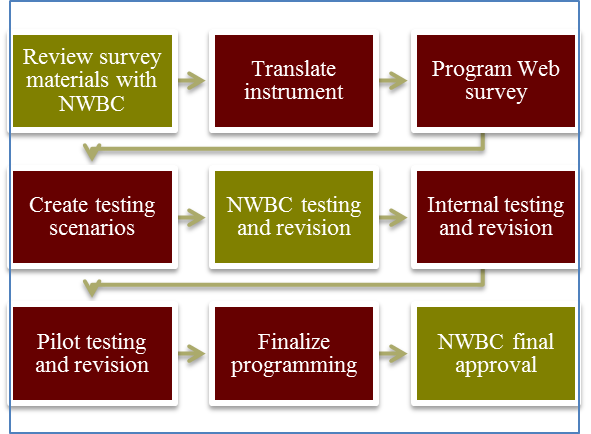 Review survey
materials with
NWBC
Translate
instrument
Program Web
survey
Create testing
scenarios
NWBC testing
and revision
Internal testing
and revision
Pilot testing
and revision
Finalize
programming
NWBC final
approval